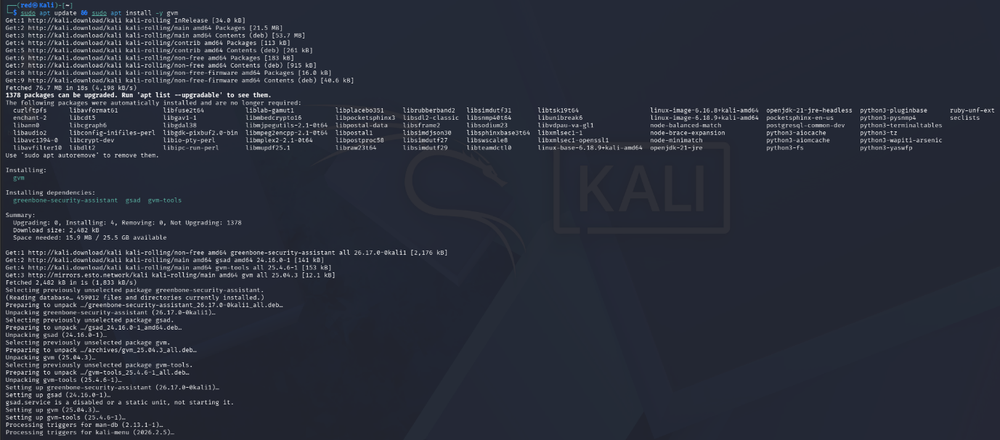 ┌──(red㉿Kali)-[~]
└─$ sudo apt update && sudo apt install -y gvm
Get:1 http://kali.download/kali kali-rolling InRelease [34.0 kB]
Get:2 http://kali.download/kali kali-rolling/main amd64 Packages [21.5 MB]
Get:3 http://kali.download/kali kali-rolling/main amd64 Contents (deb) [53.7 MB]
Get:4 http://kali.download/kali kali-rolling/contrib amd64 Packages [113 kB]
Get:5 http://kali.download/kali kali-rolling/contrib amd64 Contents (deb) [261 kB]
Get:6 http://kali.download/kali kali-rolling/non-free amd64 Packages [183 kB]
Get:7 http://kali.download/kali kali-rolling/non-free amd64 Contents (deb) [915 kB]
Get:8 http://kali.download/kali kali-rolling/non-free-firmware amd64 Packages [16.0 kB]
Get:9 http://kali.download/kali kali-rolling/non-free-firmware amd64 Contents (deb) [40.6 kB]
Fetched 76.7 MB in 18s (4,198 kB/s)
1378 packages can be upgraded. Run 'apt list --upgradable' to see them.
The following packages were automatically installed and are no longer required:
curlftpfs libavformat61 libfuse2t64 liblab-gamut1 libplacebo351 librubberband2 libsimdutf31 libtsk19t64 linux-image-6.16.8+kali-amd64 openjdk-21-jre-headless python3-pluginbase ruby-unf-ext
enchant-2 libcdt5 libgav1-1 libmbedcrypto16 libpocketsphinx3 libsdl2-classic libsnmp40t64 libunibreak6 linux-image-6.18.9+kali-amd64 pocketsphinx-en-us python3-pysnmp4 seclists
libann0 libcgraph6 libgdal38 libmjpegutils-2.1-0t64 libpostal-data libsframe2 libsodium23 libvdpau-va-gl1 node-balanced-match postgresql-common-dev python3-terminaltables
libaudio2 libconfig-inifiles-perl libgdk-pixbuf2.0-bin libmpeg2encpp-2.1-0t64 libpostal1 libsimdjson30 libsphinxbase3t64 libxmlsec1-1 node-brace-expansion python3-aiocache python3-tz
libavc1394-0 libcrypt-dev libio-pty-perl libmplex2-2.1-0t64 libpostproc58 libsimdutf27 libswscale8 libxmlsec1-openssl1 node-minimatch python3-aiomcache python3-wapiti-arsenic
libavfilter10 libdlt2 libipc-run-perl libmupdf25.1 libraw23t64 libsimdutf29 libteamdctl0 linux-base-6.18.9+kali-amd64 openjdk-21-jre python3-fs python3-yaswfp
Use 'sudo apt autoremove' to remove them.
Installing:
gvm
Installing dependencies:
greenbone-security-assistant gsad gvm-tools
Summary:
Upgrading: 0, Installing: 4, Removing: 0, Not Upgrading: 1378
Download size: 2,482 kB
Space needed: 15.9 MB / 25.5 GB available
KALI
Get:1 http://kali.download/kali kali-rolling/non-free amd64 greenbone-security-assistant all 26.17.0-0kali1 [2,176 kB]
Get:2 http://kali.download/kali kali-rolling/main amd64 gsad amd64 24.16.0-1 [141 kB]
Get:4 http://kali.download/kali kali-rolling/main amd64 gvm-tools all 25.4.6-1 [153 kB]
Get:3 http://mirrors.esto.network/kali kali-rolling/main amd64 gvm all 25.04.3 [12.1 kB]
Fetched 2,482 kB in 1s (1,833 kB/s)
Selecting previously unselected package greenbone-security-assistant.
(Reading database… 459012 files and directories currently installed.)
Preparing to unpack …/greenbone-security-assistant_26.17.0-0kali1_all.deb…
Unpacking greenbone-security-assistant (26.17.0-0kali1)…
Selecting previously unselected package gsad.
Preparing to unpack …/gsad_24.16.0-1_amd64.deb…
Unpacking gsad (24.16.0-1)…
Selecting previously unselected package gvm.
Preparing to unpack …/archives/gvm_25.04.3_all.deb…
Unpacking gvm (25.04.3)…
Selecting previously unselected package gvm-tools.
Preparing to unpack …/gvm-tools_25.4.6-1_all.deb…
Unpacking gvm-tools (25.4.6-1)…
Setting up greenbone-security-assistant (26.17.0-0kali1)…
Setting up gsad (24.16.0-1)…
gsad.service is a disabled or a static unit, not starting it.
Setting up gvm (25.04.3)…
Setting up gvm-tools (25.4.6-1)…
Processing triggers for man-db (2.13.1-1)…
Processing triggers for kali-menu (2026.2.5)…